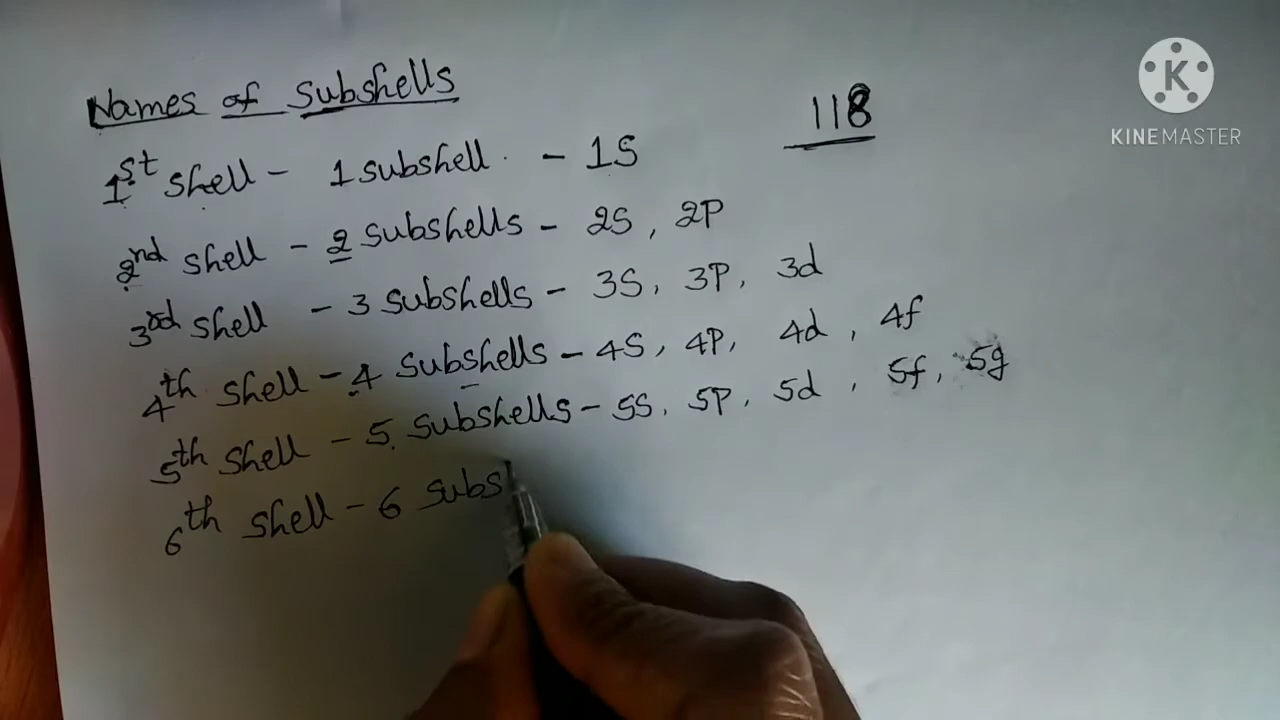 Names of Subshells
118
1st shell - 1 subshell - 1S
2nd shell - 2 subshells - 2S, 2P
3rd shell - 3 subshells - 3S, 3P, 3d
4th shell - 4 subshells - 4S, 4P, 4d, 4f
5th shell - 5 subshells - 5S, 5P, 5d, 5f, 5g
6th shell - 6 subs
K
KINEMASTER